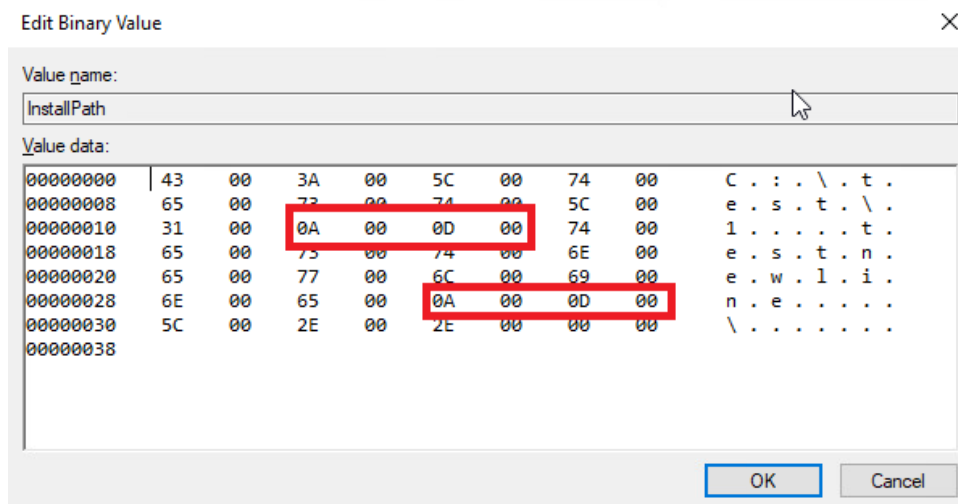 Edit Binary Value
Value name:
InstallPath
Value data:
00000000 43 00 3A 00 5C 00 74 00 C . : . \ . t .
00000008 65 00 73 00 74 00 5C 00 e . s . t . \ .
00000010 31 00 0A 00 0D 00 74 00 1 . . . . . t .
00000018 65 00 73 00 74 00 6E 00 e . s . t . n .
00000020 65 00 77 00 6C 00 69 00 e . w . l . i .
00000028 6E 00 65 00 0A 00 0D 00 n . e . . . . .
00000030 5C 00 2E 00 2E 00 00 00 \ . . . . . . .
00000038
OK Cancel